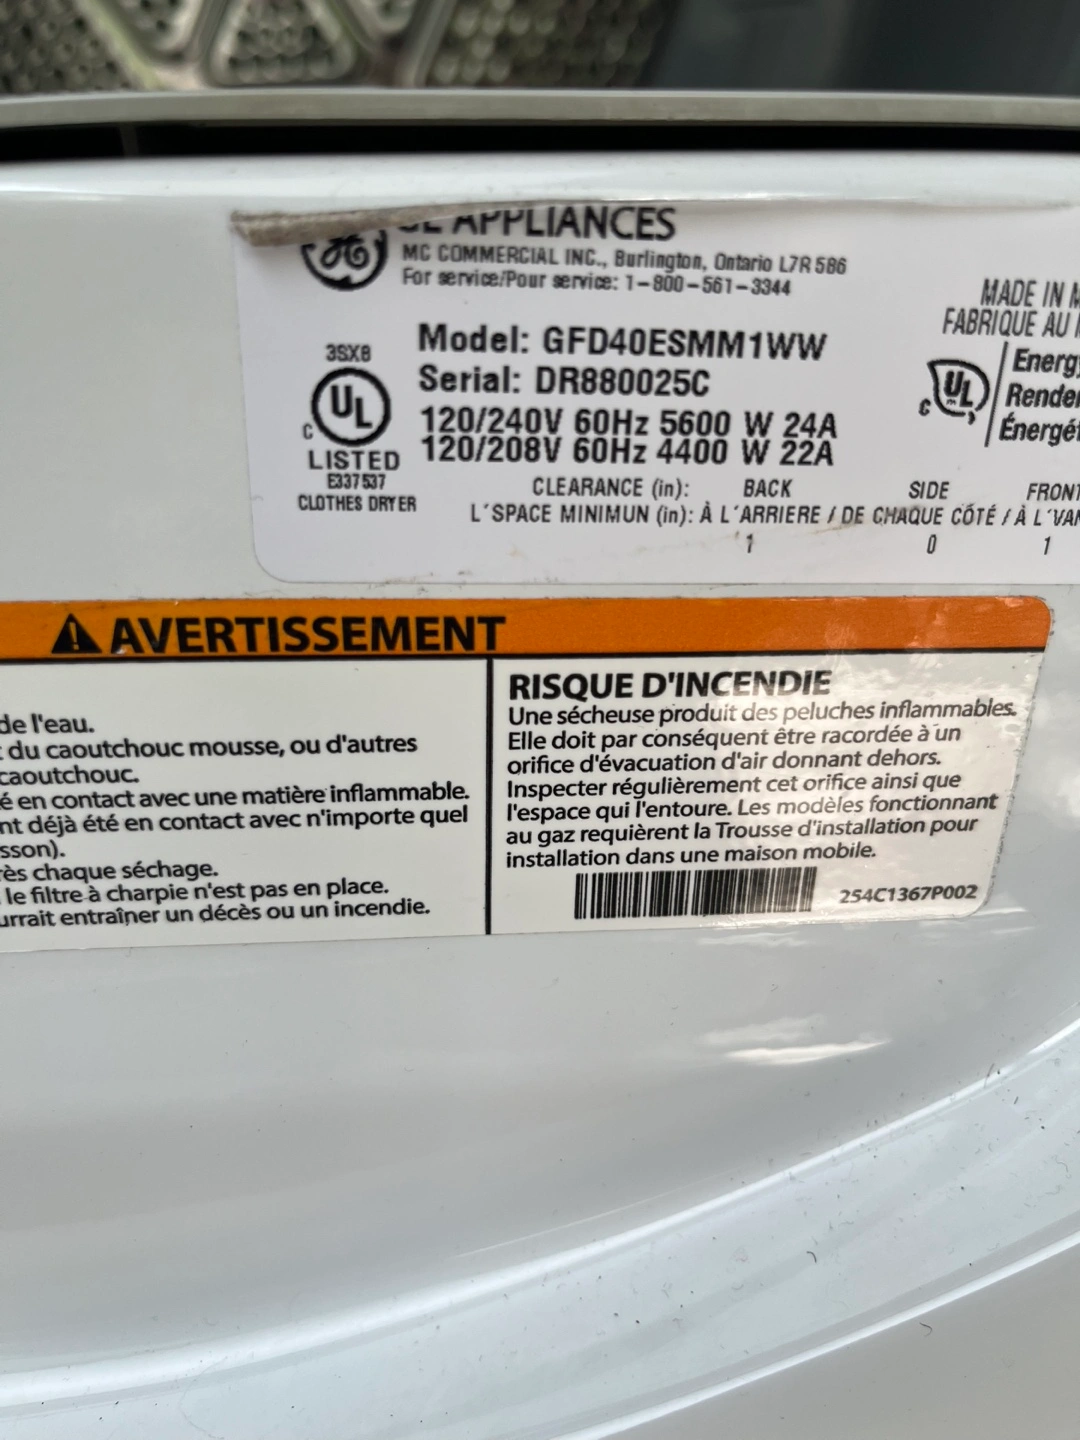 GE APPLIANCES
MC COMMERCIAL INC., Burlington, Ontario L7R 5B6
For service/Pour service: 1-800-561-3344
MADE IN
FABRIQUE AU
Model: GFD40ESMM1WW
Serial: DR880025C
120/240V 60Hz 5600 W 24A
120/208V 60Hz 4400 W 22A
3SX8
UL
C
LISTED
E337537
CLOTHES DRYER
c UL
Energy
Render
Énergét
CLEARANCE (in): BACK SIDE FRONT
L'SPACE MINIMUN (in): À L'ARRIERE / DE CHAQUE CÔTÉ / À L'VAN
1 0 1
AVERTISSEMENT
de l'eau.
du caoutchouc mousse, ou d'autres
caoutchouc.
é en contact avec une matière inflammable.
nt déjà été en contact avec n'importe quel
sson).
rès chaque séchage.
le filtre à charpie n'est pas en place.
urrait entraîner un décès ou un incendie.
RISQUE D'INCENDIE
Une sécheuse produit des peluches inflammables.
Elle doit par conséquent être racordée à un
orifice d'évacuation d'air donnant dehors.
Inspecter régulièrement cet orifice ainsi que
l'espace qui l'entoure. Les modèles fonctionnant
au gaz requièrent la Trousse d'installation pour
installation dans une maison mobile.
254C1367P002